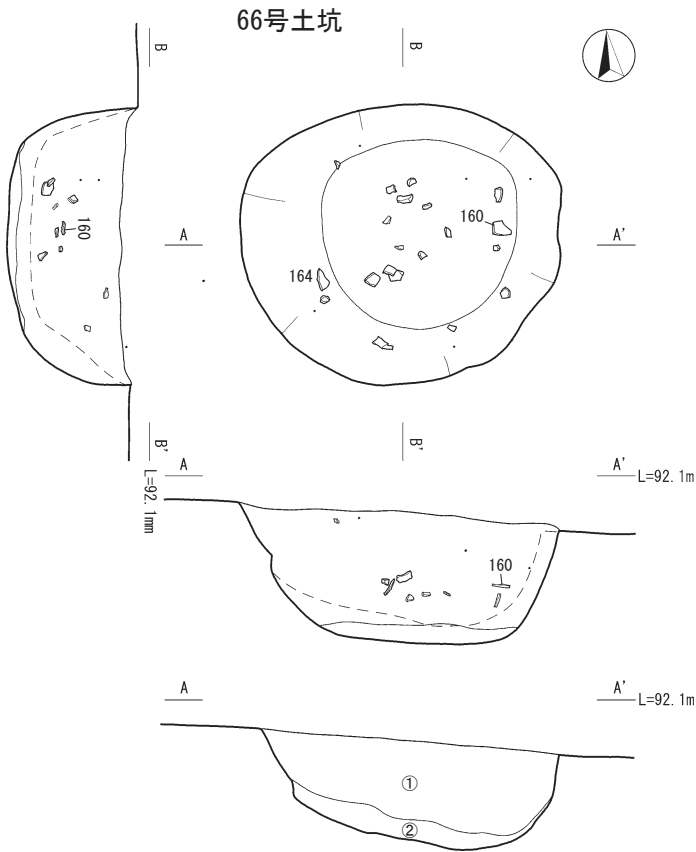 66号土坑
B
B
160
160
A
A'
164
B'
B'
A
A'
L=92.1m
L=92.1mm
160
A
A'
L=92.1m
①
②